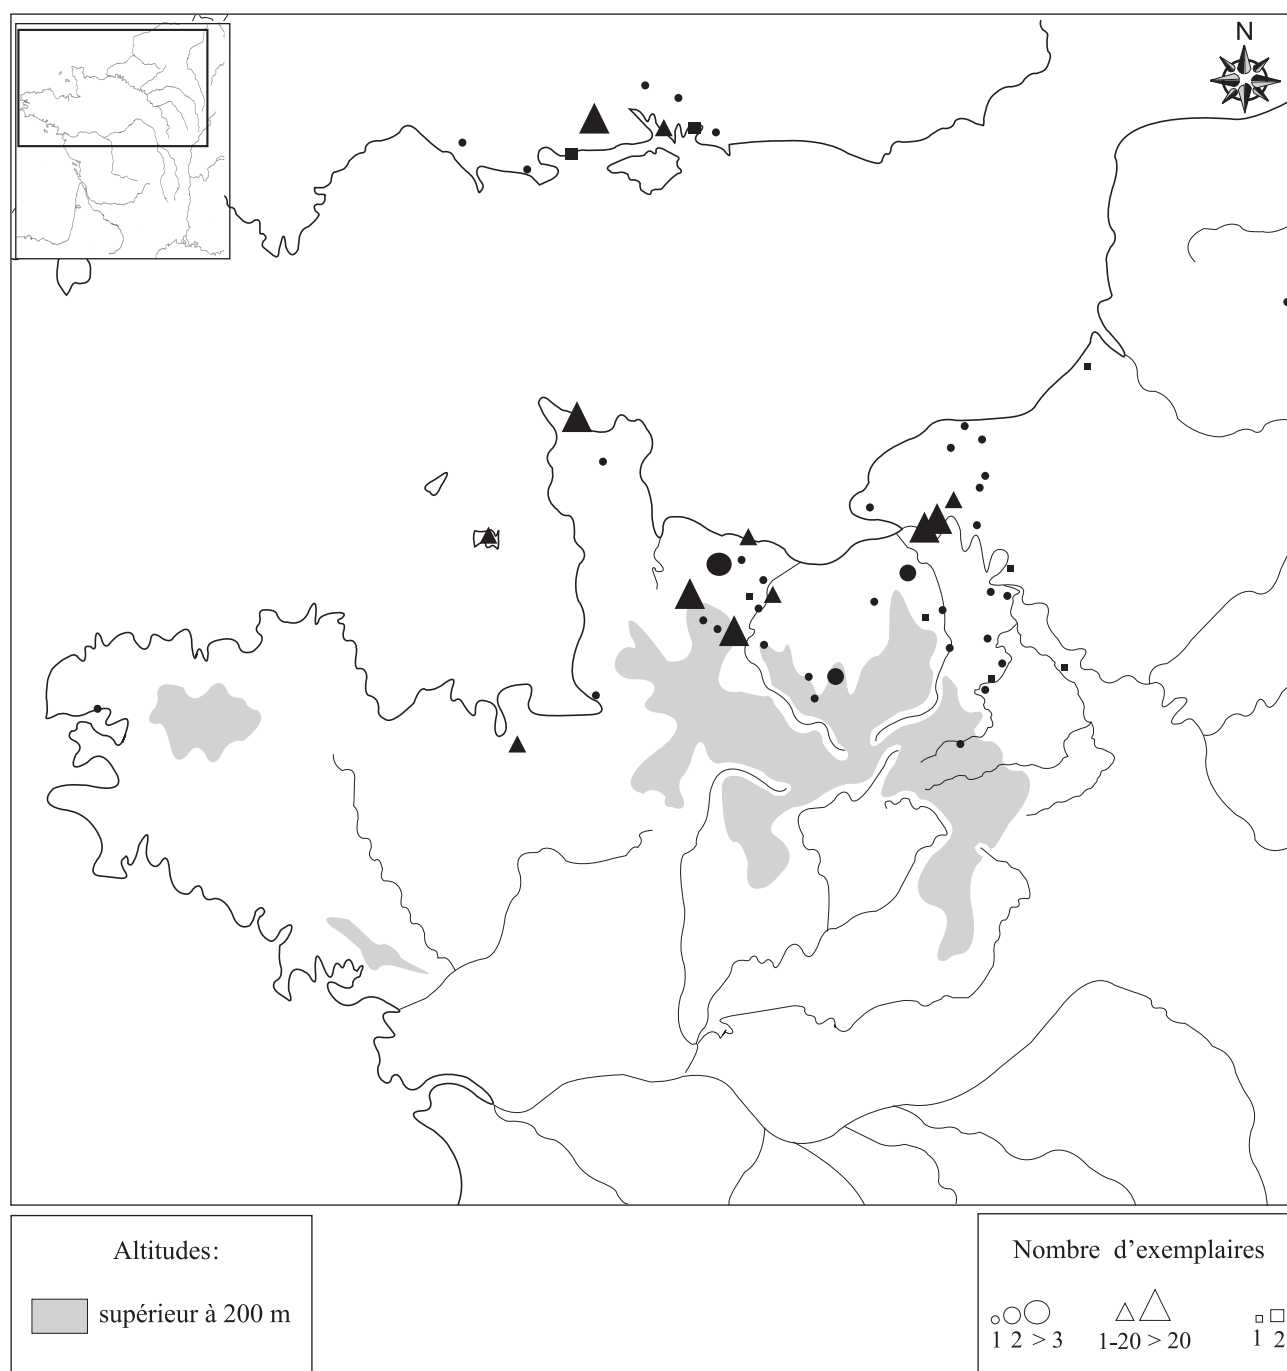 N
Altitudes:
supérieur à 200 m
Nombre d'exemplaires
1 2 > 3 1-20 > 20 1 2